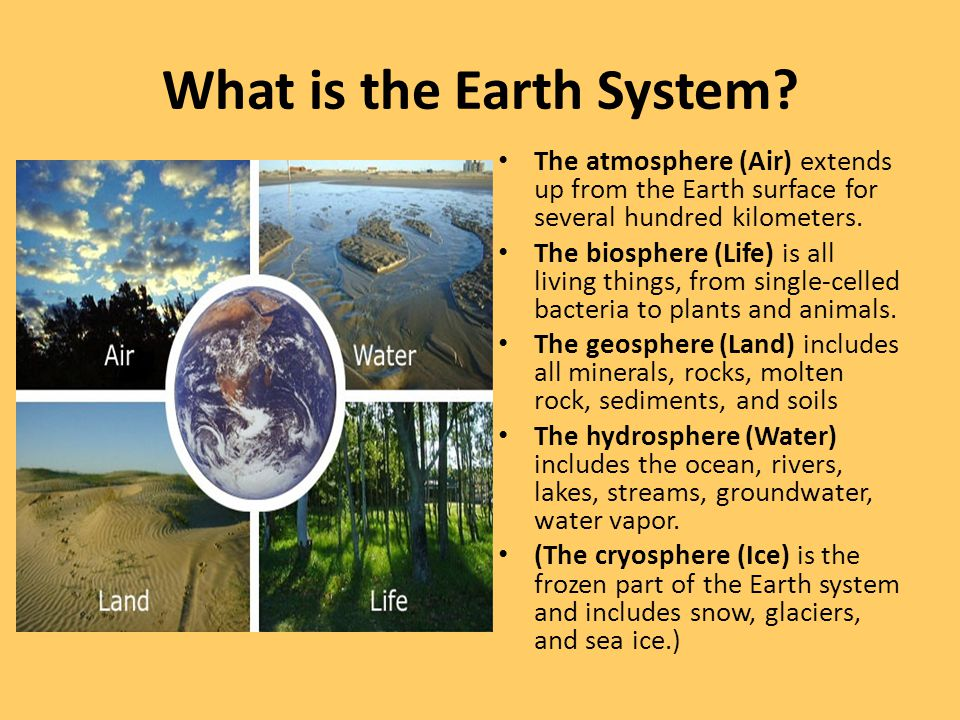 What is the Earth System?
Air
Water
Land
Life
• The atmosphere (Air) extends
up from the Earth surface for
several hundred kilometers.
• The biosphere (Life) is all
living things, from single-celled
bacteria to plants and animals.
• The geosphere (Land) includes
all minerals, rocks, molten
rock, sediments, and soils
• The hydrosphere (Water)
includes the ocean, rivers,
lakes, streams, groundwater,
water vapor.
• (The cryosphere (Ice) is the
frozen part of the Earth system
and includes snow, glaciers,
and sea ice.)